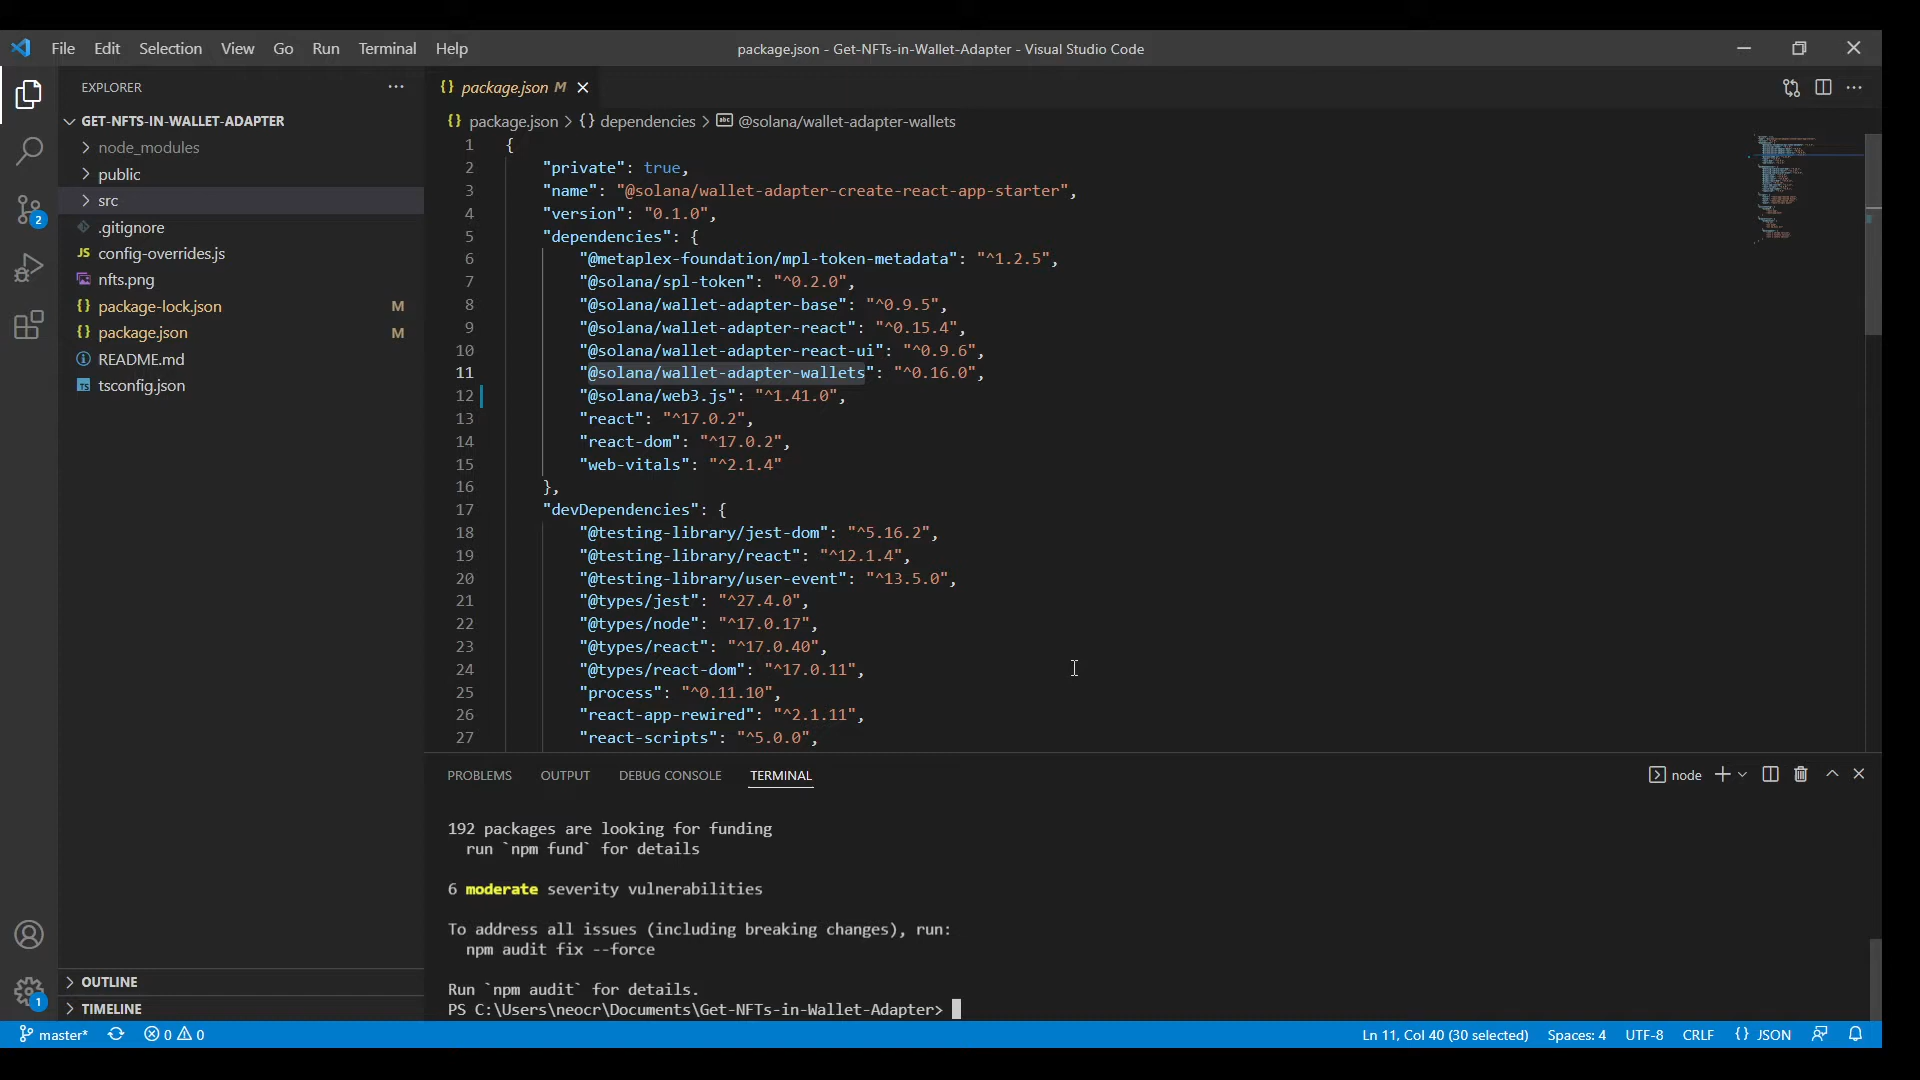 File Edit Selection View Go Run Terminal Help
package.json - Get-NFTs-in-Wallet-Adapter - Visual Studio Code
EXPLORER
GET-NFTS-IN-WALLET-ADAPTER
node_modules
public
src
.gitignore
config-overrides.js
nfts.png
package-lock.json M
package.json M
README.md
tsconfig.json
OUTLINE
TIMELINE
2
1
package.json M
package.json > {} dependencies > @solana/wallet-adapter-wallets
1 {
2 "private": true,
3 "name": "@solana/wallet-adapter-create-react-app-starter",
4 "version": "0.1.0",
5 "dependencies": {
6 "@metaplex-foundation/mpl-token-metadata": "^1.2.5",
7 "@solana/spl-token": "^0.2.0",
8 "@solana/wallet-adapter-base": "^0.9.5",
9 "@solana/wallet-adapter-react": "^0.15.4",
10 "@solana/wallet-adapter-react-ui": "^0.9.6",
11 "@solana/wallet-adapter-wallets": "^0.16.0",
12 "@solana/web3.js": "^1.41.0",
13 "react": "^17.0.2",
14 "react-dom": "^17.0.2",
15 "web-vitals": "^2.1.4"
16 },
17 "devDependencies": {
18 "@testing-library/jest-dom": "^5.16.2",
19 "@testing-library/react": "^12.1.4",
20 "@testing-library/user-event": "^13.5.0",
21 "@types/jest": "^27.4.0",
22 "@types/node": "^17.0.17",
23 "@types/react": "^17.0.40",
24 "@types/react-dom": "^17.0.11",
25 "process": "^0.11.10",
26 "react-app-rewired": "^2.1.11",
27 "react-scripts": "^5.0.0",
PROBLEMS OUTPUT DEBUG CONSOLE TERMINAL
node
192 packages are looking for funding
run `npm fund` for details
6 moderate severity vulnerabilities
To address all issues (including breaking changes), run:
npm audit fix --force
Run `npm audit` for details.
PS C:\Users\neocr\Documents\Get-NFTs-in-Wallet-Adapter>
master* 0 0
Ln 11, Col 40 (30 selected) Spaces: 4 UTF-8 CRLF {} JSON